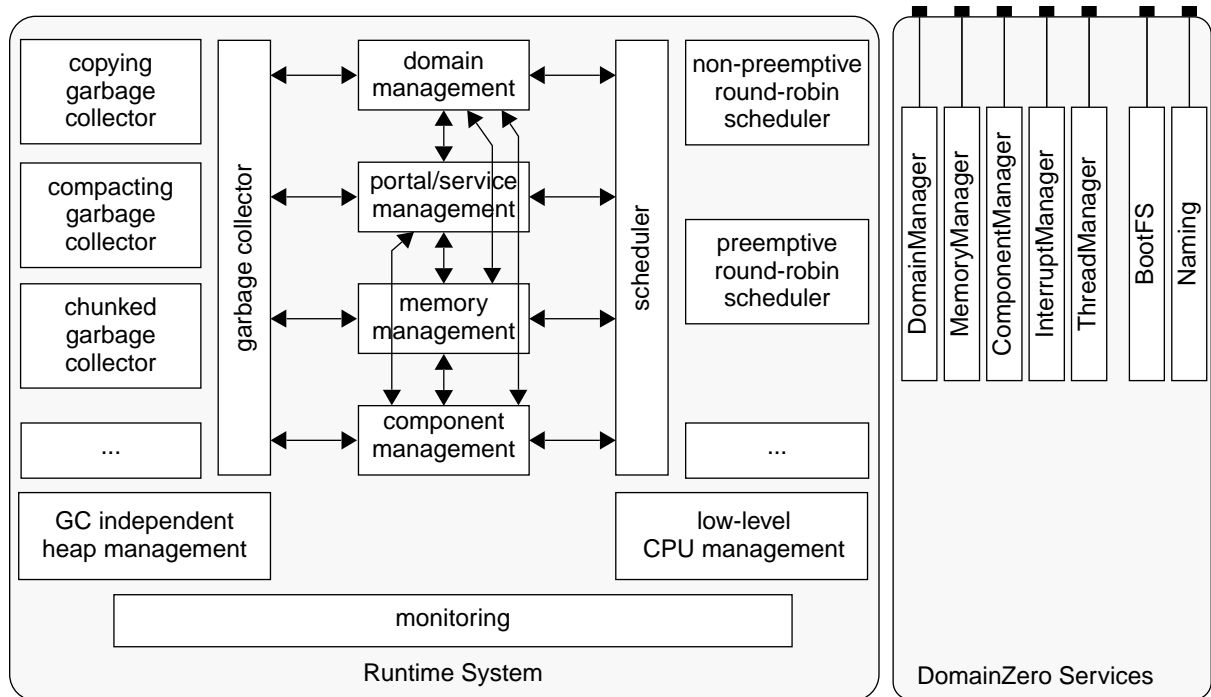 copying
garbage
collector
compacting
garbage
collector
chunked
garbage
collector
...
GC independent
heap management
garbage collector
domain
management
portal/service
management
memory
management
component
management
scheduler
non-preemptive
round-robin
scheduler
preemptive
round-robin
scheduler
...
low-level
CPU management
monitoring
Runtime System
DomainManager
MemoryManager
ComponentManager
InterruptManager
ThreadManager
BootFS
Naming
DomainZero Services